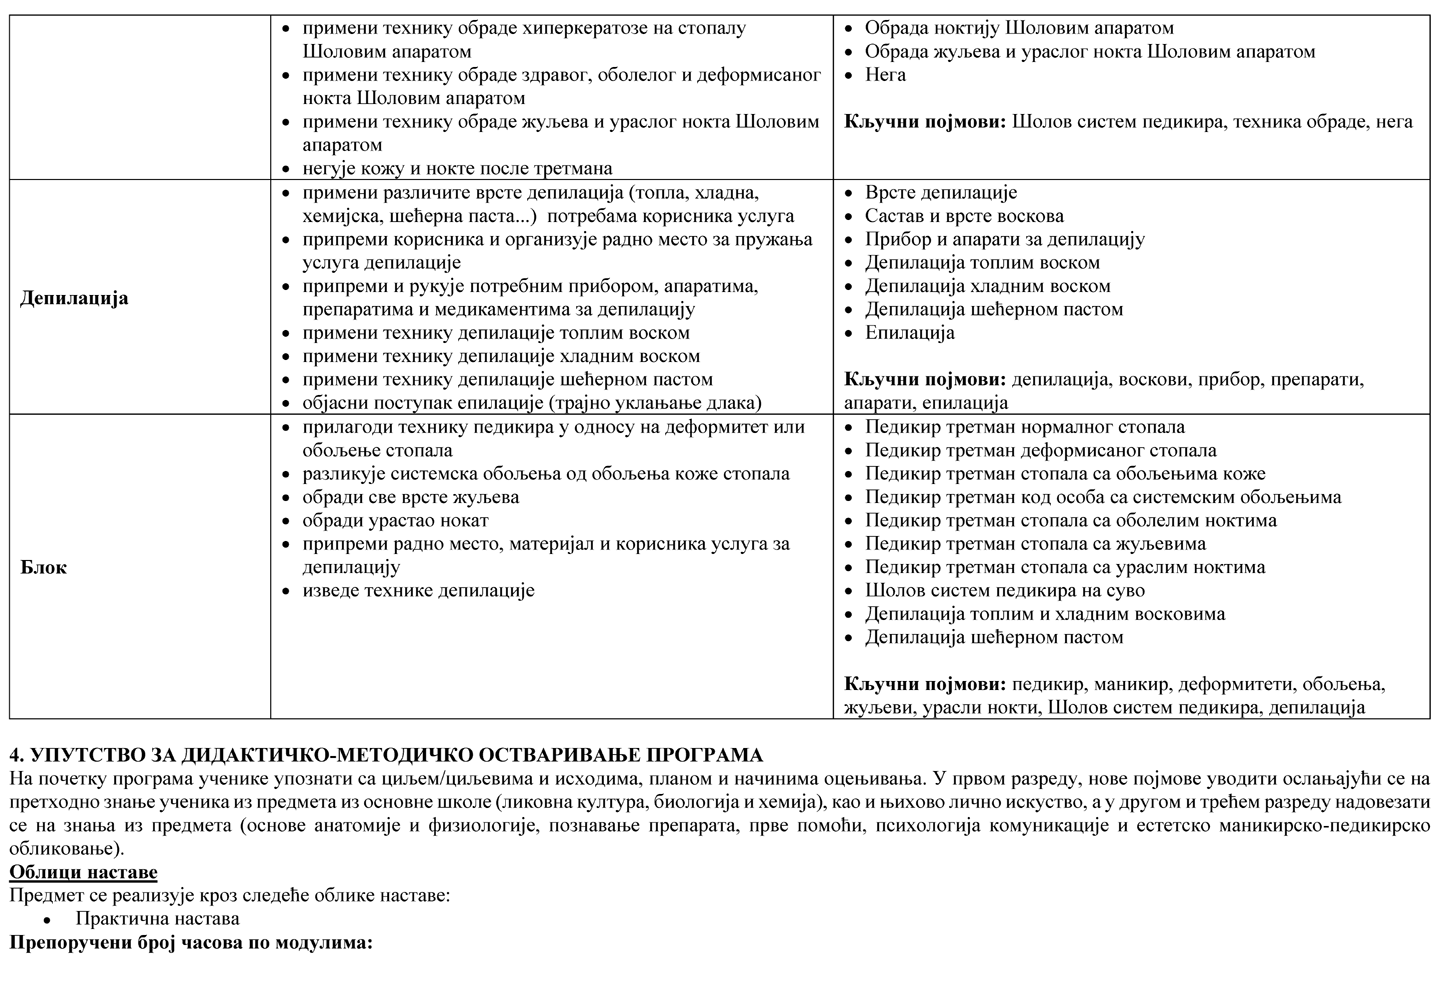 • примени технику обраде хиперкератозе на стопалу
Шоловим апаратом
• примени технику обраде здравог, оболелог и деформисаног
нокта Шоловим апаратом
• примени технику обраде жуљева и ураслог нокта Шоловим
апаратом
• негује кожу и нокте после третмана
• Обрада ноктију Шоловим апаратом
• Обрада жуљева и ураслог нокта Шоловим апаратом
• Нега
Кључни појмови: Шолов систем педикира, техника обраде, нега
Депилација
• примени различите врсте депилација (топла, хладна,
хемијска, шећерна паста...)  потребама корисника услуга
• припреми корисника и организује радно место за пружања
услуга депилације
• припреми и рукује потребним прибором, апаратима,
препаратима и медикаментима за депилацију
• примени технику депилације топлим воском
• примени технику депилације хладним воском
• примени технику депилације шећерном пастом
• објасни поступак епилације (трајно уклањање длака)
• Врсте депилације
• Састав и врсте воскова
• Прибор и апарати за депилацију
• Депилација топлим воском
• Депилација хладним воском
• Депилација шећерном пастом
• Епилација
Кључни појмови: депилација, воскови, прибор, препарати,
апарати, епилација
Блок
• прилагоди технику педикира у односу на деформитет или
обољење стопала
• разликује системска обољења од обољења коже стопала
• обради све врсте жуљева
• обради урастао нокат
• припреми радно место, материјал и корисника услуга за
депилацију
• изведе технике депилације
• Педикир третман нормалног стопала
• Педикир третман деформисаног стопала
• Педикир третман стопала са обољењима коже
• Педикир третман код особа са системским обољењима
• Педикир третман стопала са оболелим ноктима
• Педикир третман стопала са жуљевима
• Педикир третман стопала са ураслим ноктима
• Шолов систем педикира на суво
• Депилација топлим и хладним восковима
• Депилација шећерном пастом
Кључни појмови: педикир, маникир, деформитети, обољења,
жуљеви, урасли нокти, Шолов систем педикира, депилација
4. УПУТСТВО ЗА ДИДАКТИЧКО-МЕТОДИЧКО ОСТВАРИВАЊЕ ПРОГРАМА
На почетку програма ученике упознати са циљем/циљевима и исходима, планом и начинима оцењивања. У првом разреду, нове појмове уводити ослањајући се на
претходно знање ученика из предмета из основне школе (ликовна култура, биологија и хемија), као и њихово лично искуство, а у другом и трећем разреду надовезати
се на знања из предмета (основе анатомије и физиологије, познавање препарата, прве помоћи, психологија комуникације и естетско маникирско-педикирско
обликовање).
Облици наставе
Предмет се реализује кроз следеће облике наставе:
• Практична настава
Препоручени број часова по модулима: